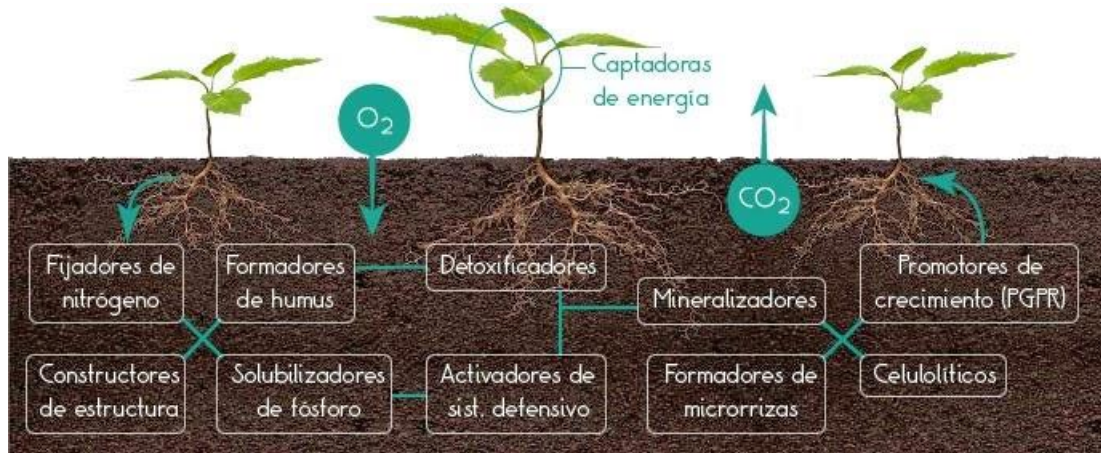 Captadoras
de energía
O2
CO2
Fijadores de
nitrógeno
Formadores
de humus
Detoxificadores
Mineralizadores
Promotores de
crecimiento (PGPR)
Constructores
de estructura
Solubilizadores
de fósforo
Activadores de
sist. defensivo
Formadores de
microrrizas
Celulolíticos